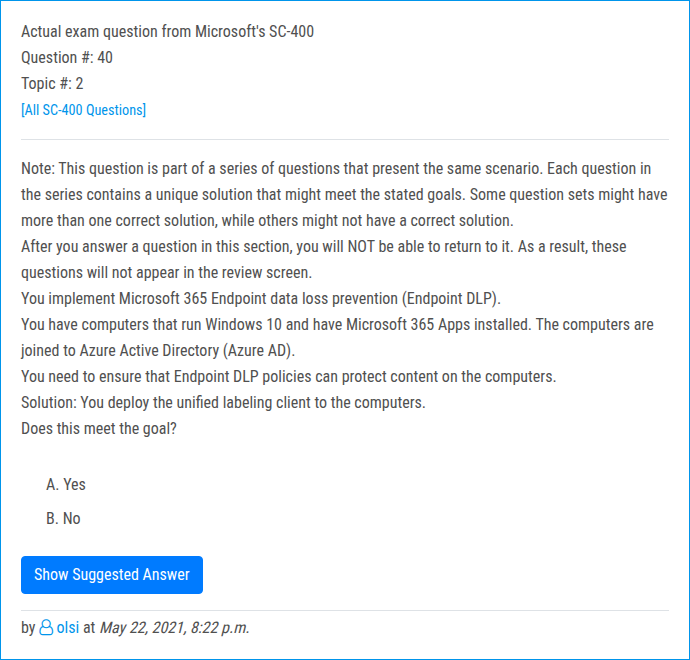 Actual exam question from Microsoft's SC-400
Question #: 40
Topic #: 2
[All SC-400 Questions]
Note: This question is part of a series of questions that present the same scenario. Each question in
the series contains a unique solution that might meet the stated goals. Some question sets might have
more than one correct solution, while others might not have a correct solution.
After you answer a question in this section, you will NOT be able to return to it. As a result, these
questions will not appear in the review screen.
You implement Microsoft 365 Endpoint data loss prevention (Endpoint DLP).
You have computers that run Windows 10 and have Microsoft 365 Apps installed. The computers are
joined to Azure Active Directory (Azure AD).
You need to ensure that Endpoint DLP policies can protect content on the computers.
Solution: You deploy the unified labeling client to the computers.
Does this meet the goal?
A. Yes
B. No
Show Suggested Answer
by olsi at May 22, 2021, 8:22 p.m.